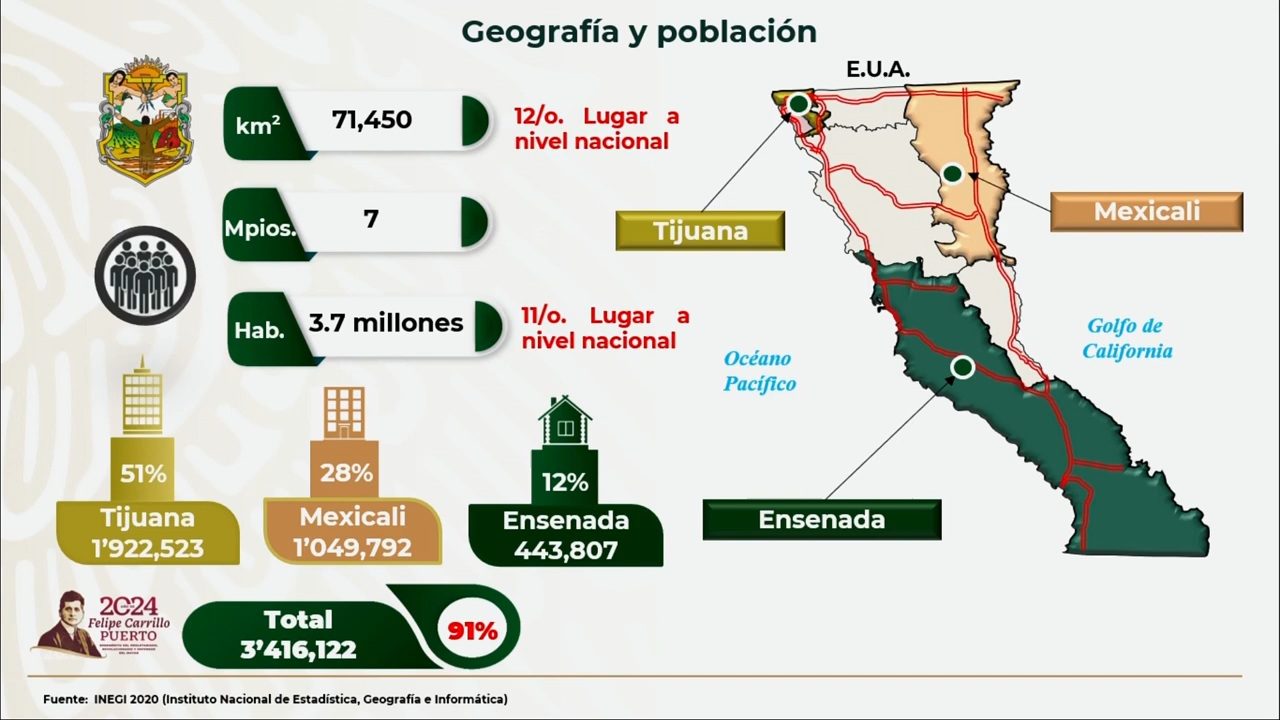 Geografía y población
E.U.A.
km²
71,450
12/o. Lugar a
nivel nacional
Mpios.
7
Hab.
3.7 millones
11/o. Lugar a
nivel nacional
Tijuana
Mexicali
Océano
Pacífico
Golfo de
California
Ensenada
51%
Tijuana
1’922,523
28%
Mexicali
1’049,792
12%
Ensenada
443,807
2024
Felipe Carrillo
PUERTO
Total
3’416,122
91%
Fuente: INEGI 2020 (Instituto Nacional de Estadística, Geografía e Informática)